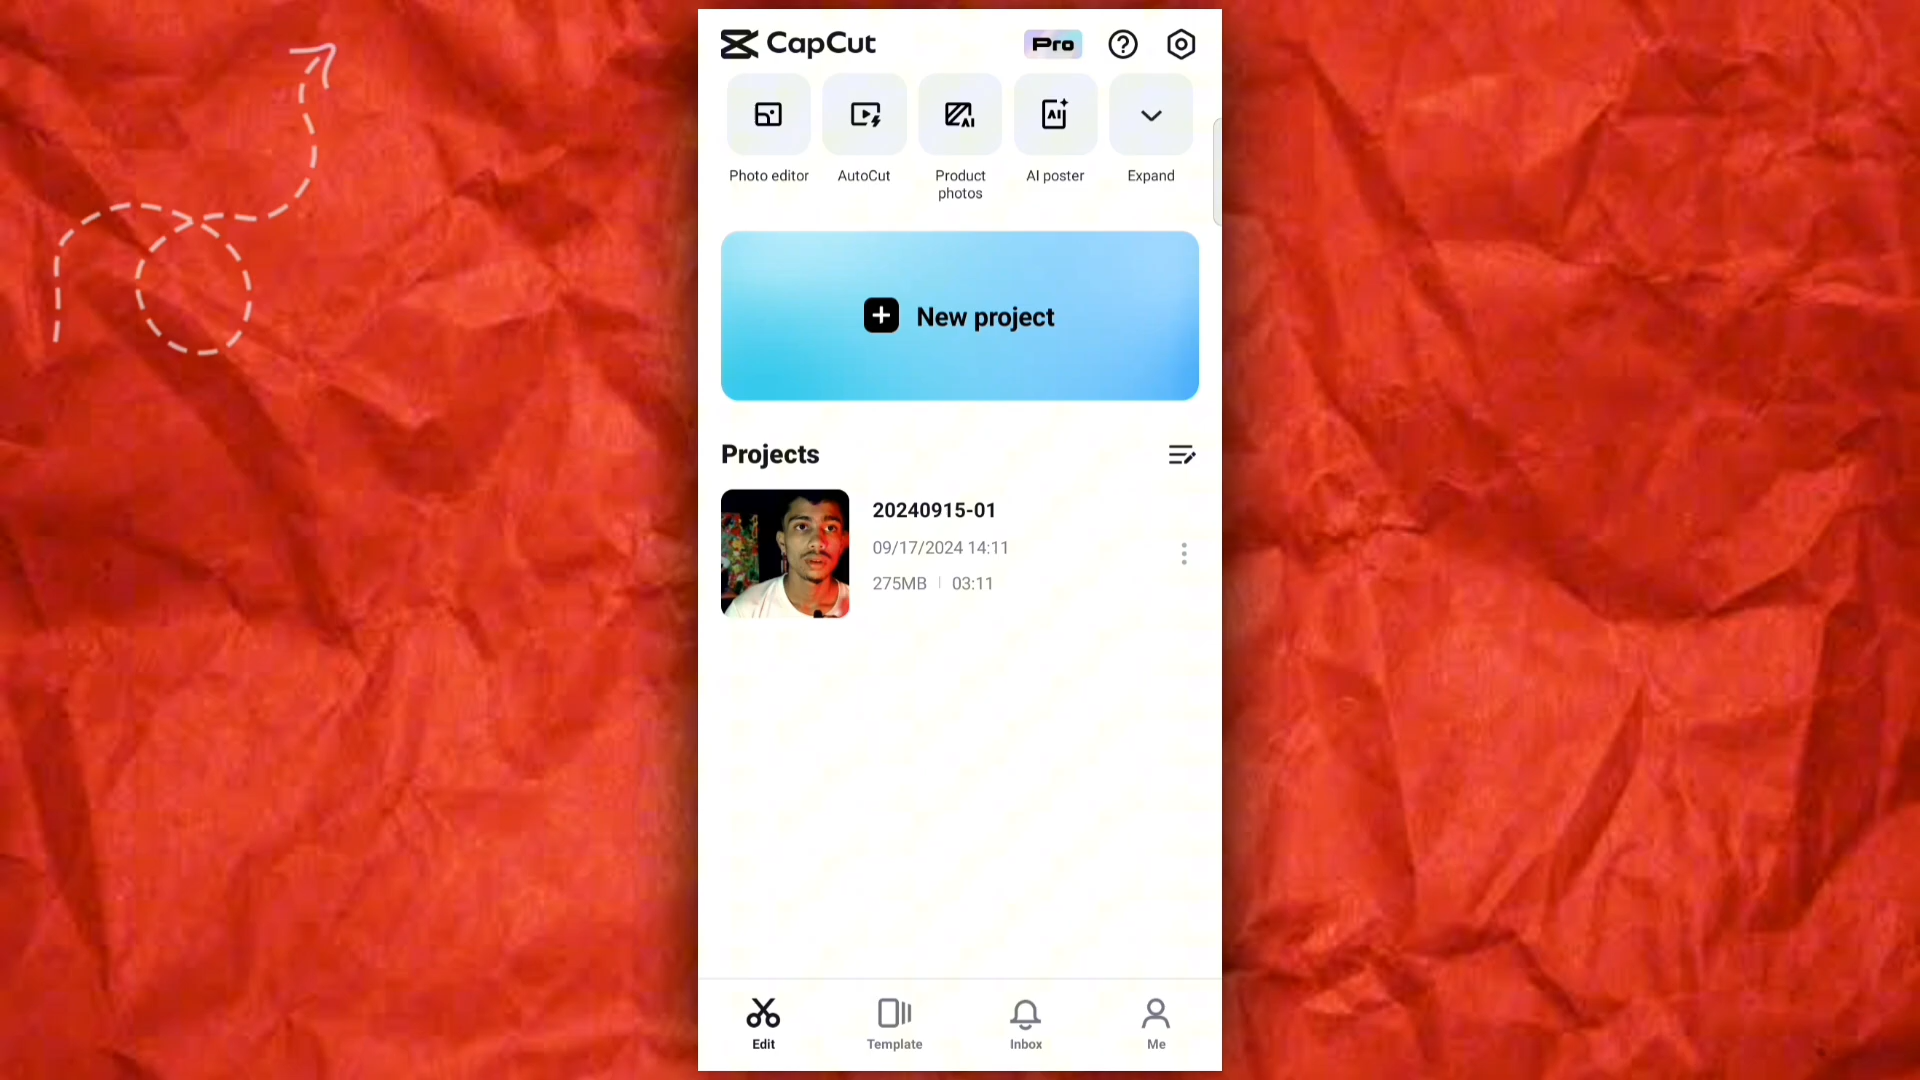 CapCut
Pro
Photo editor
AutoCut
Product
photos
AI poster
Expand
New project
Projects
20240915-01
09/17/2024 14:11
275MB | 03:11
Edit
Template
Inbox
Me